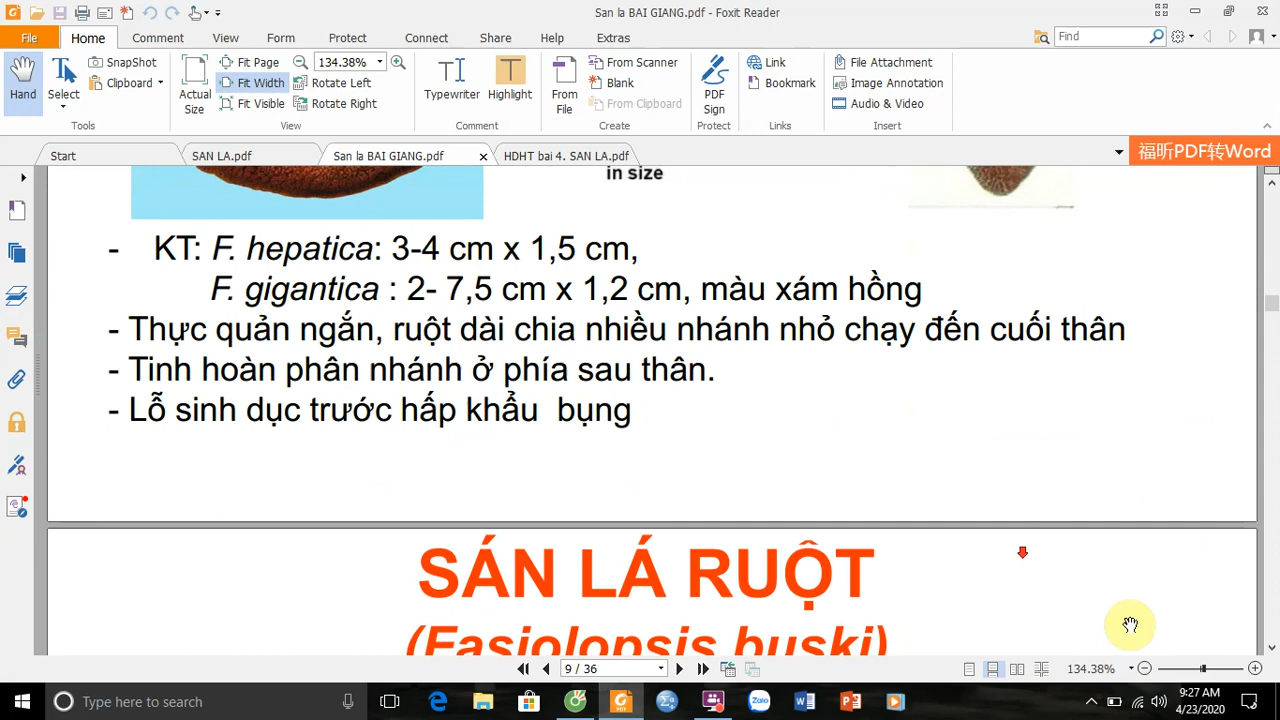 San la BAI GIANG.pdf - Foxit Reader
File Home Comment View Form Protect Connect Share Help Extras Find
Hand
Select
SnapShot
Clipboard
Tools
Actual Size
Fit Page
Fit Width
Fit Visible
134.38%
Rotate Left
Rotate Right
View
Typewriter
Highlight
Comment
From File
From Scanner
Blank
From Clipboard
Create
PDF Sign
Protect
Link
Bookmark
Links
File Attachment
Image Annotation
Audio & Video
Insert
Start SAN LA.pdf San la BAI GIANG.pdf HDHT bai 4. SAN LA.pdf 福昕PDF转Word
in size
- KT: F. hepatica: 3-4 cm x 1,5 cm,
F. gigantica : 2- 7,5 cm x 1,2 cm, màu xám hồng
- Thực quản ngắn, ruột dài chia nhiều nhánh nhỏ chạy đến cuối thân
- Tinh hoàn phân nhánh ở phía sau thân.
- Lỗ sinh dục trước hấp khẩu bụng
SÁN LÁ RUỘT
(Fasiolopsis buski)
9 / 36 134.38%
Type here to search Zalo 9:27 AM
4/23/2020